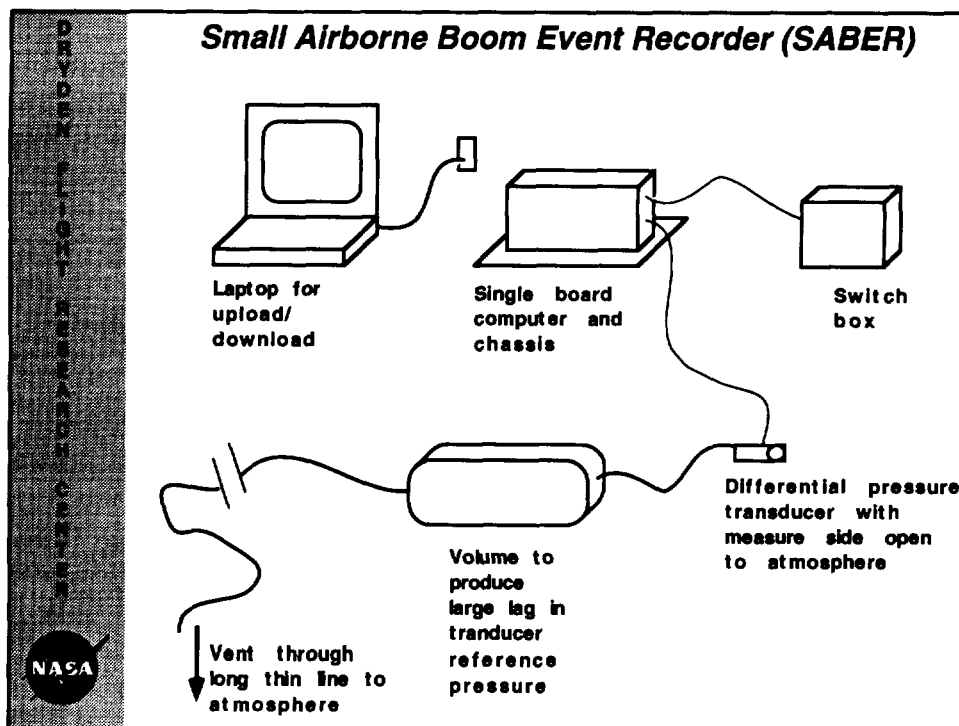 Small Airborne Boom Event Recorder (SABER)
DRYDEN FLIGHT RESEARCH CENTER
Laptop for
upload/
download
Single board
computer and
chassis
Switch
box
Differential pressure
transducer with
measure side open
to atmosphere
Volume to
produce
large lag in
tranducer
reference
pressure
Vent through
long thin line to
atmosphere
NASA